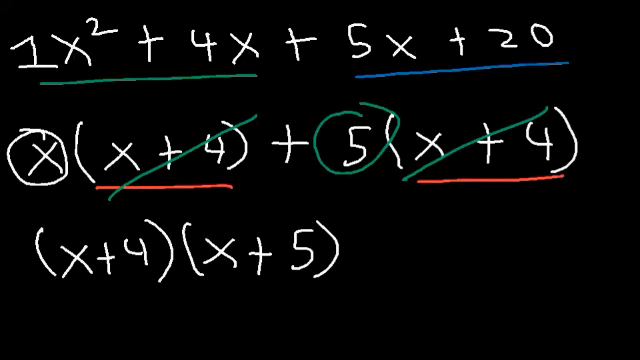 1x² + 4x + 5x + 20
x(x + 4) + 5(x + 4)
(x+4)(x + 5)